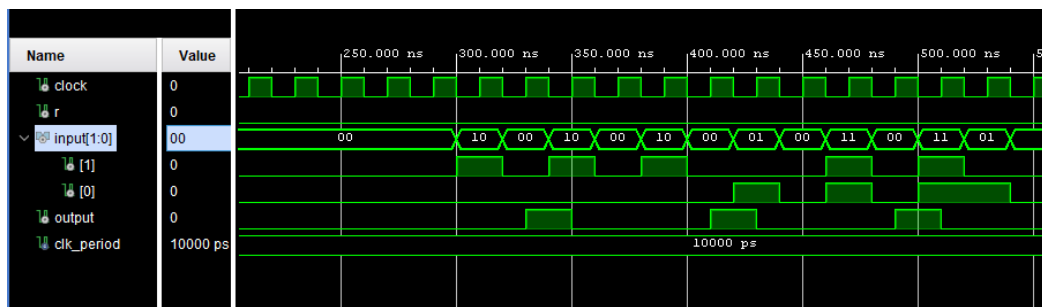 Name Value
250.000 ns 300.000 ns 350.000 ns 400.000 ns 450.000 ns 500.000 ns
clock 0
r 0
input[1:0] 00 00 10 00 10 00 10 00 01 00 11 00 11 01
[1] 0
[0] 0
output 0
clk_period 10000 ps 10000 ps